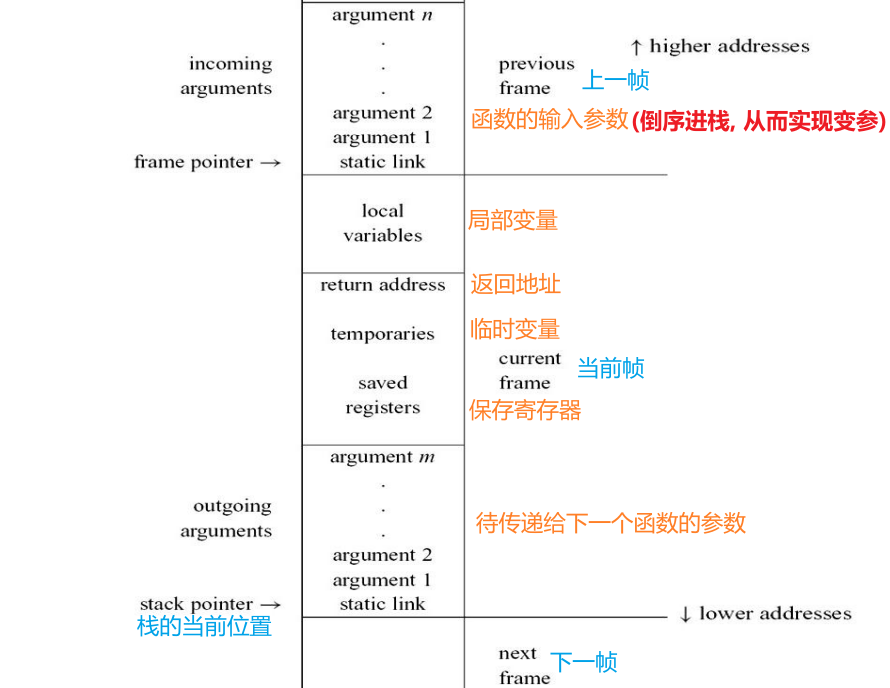 argument n
.
↑ higher addresses
incoming
.
previous
arguments
.
frame
上一帧
argument 2
函数的输入参数(倒序进栈, 从而实现变参)
argument 1
frame pointer →
static link
local
variables
局部变量
return address
返回地址
temporaries
临时变量
current
frame
当前帧
saved
registers
保存寄存器
argument m
.
outgoing
.
arguments
.
待传递给下一个函数的参数
argument 2
argument 1
stack pointer →
static link
↓ lower addresses
栈的当前位置
next
frame
下一帧